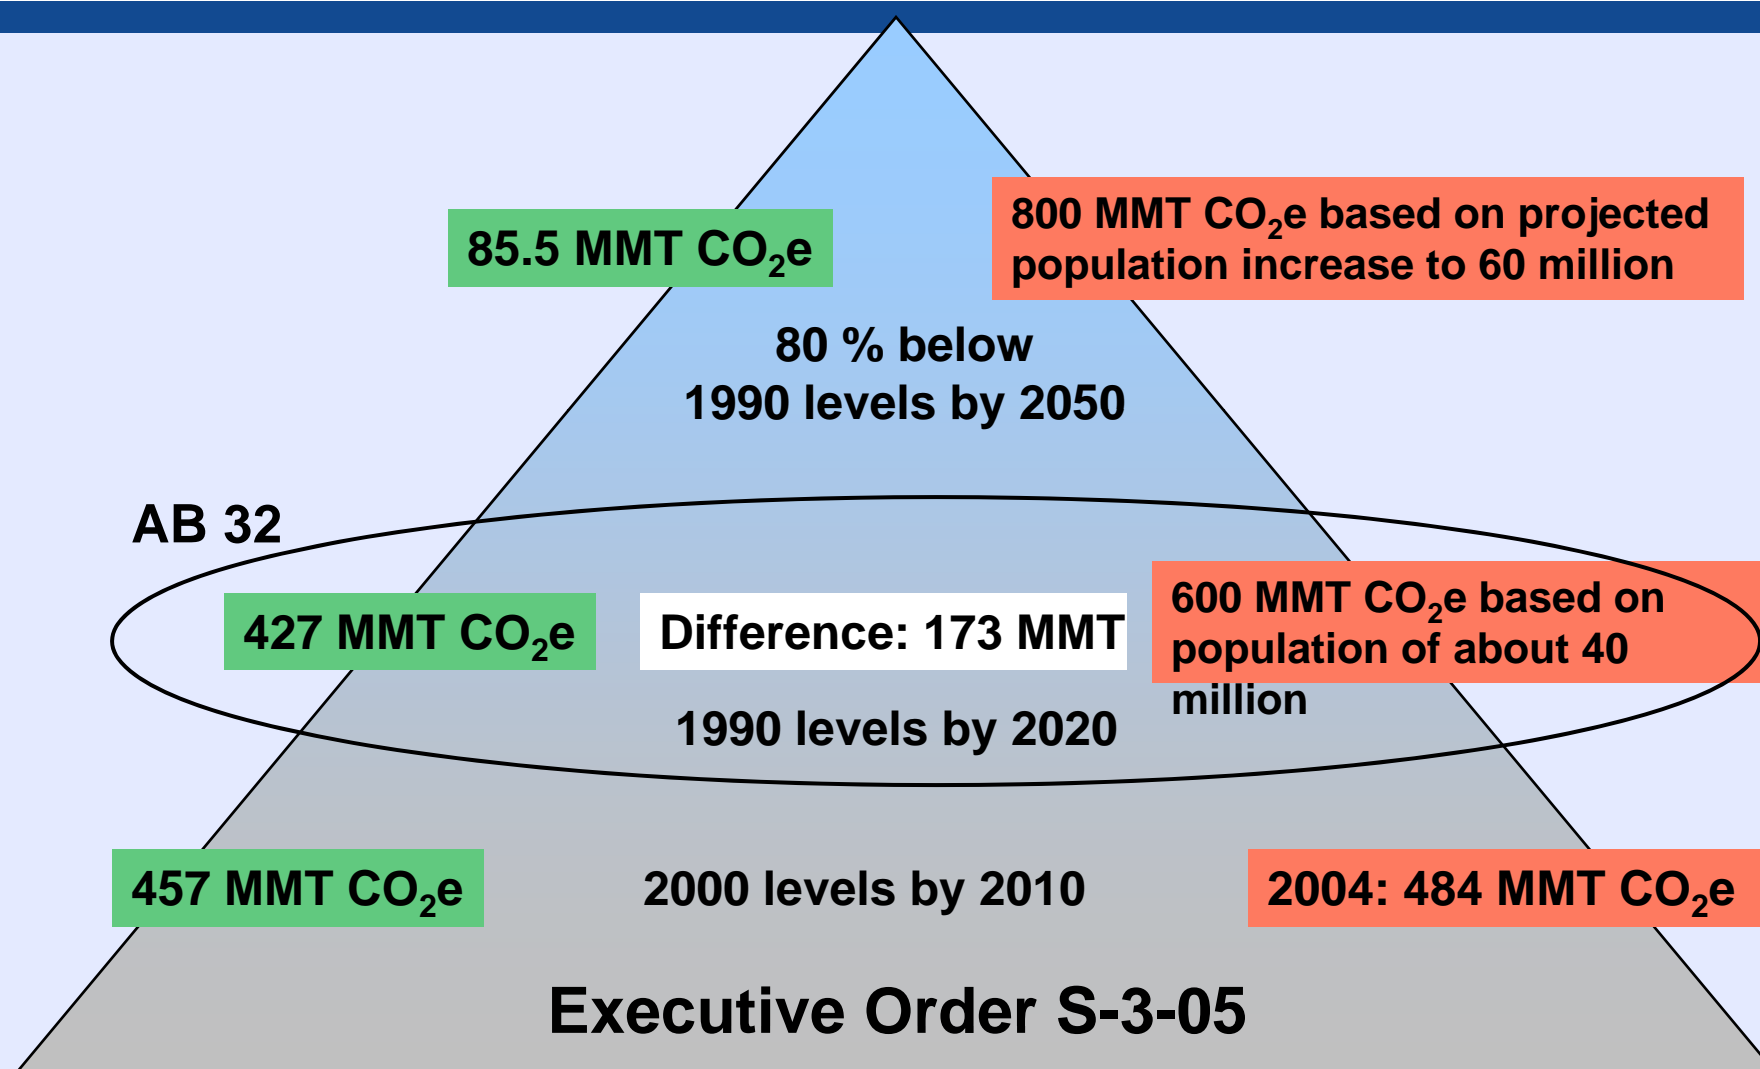 85.5 MMT CO₂e
800 MMT CO₂e based on projected
population increase to 60 million
80 % below
1990 levels by 2050
AB 32
427 MMT CO₂e
Difference: 173 MMT
600 MMT CO₂e based on
population of about 40
million
1990 levels by 2020
457 MMT CO₂e
2000 levels by 2010
2004: 484 MMT CO₂e
Executive Order S-3-05